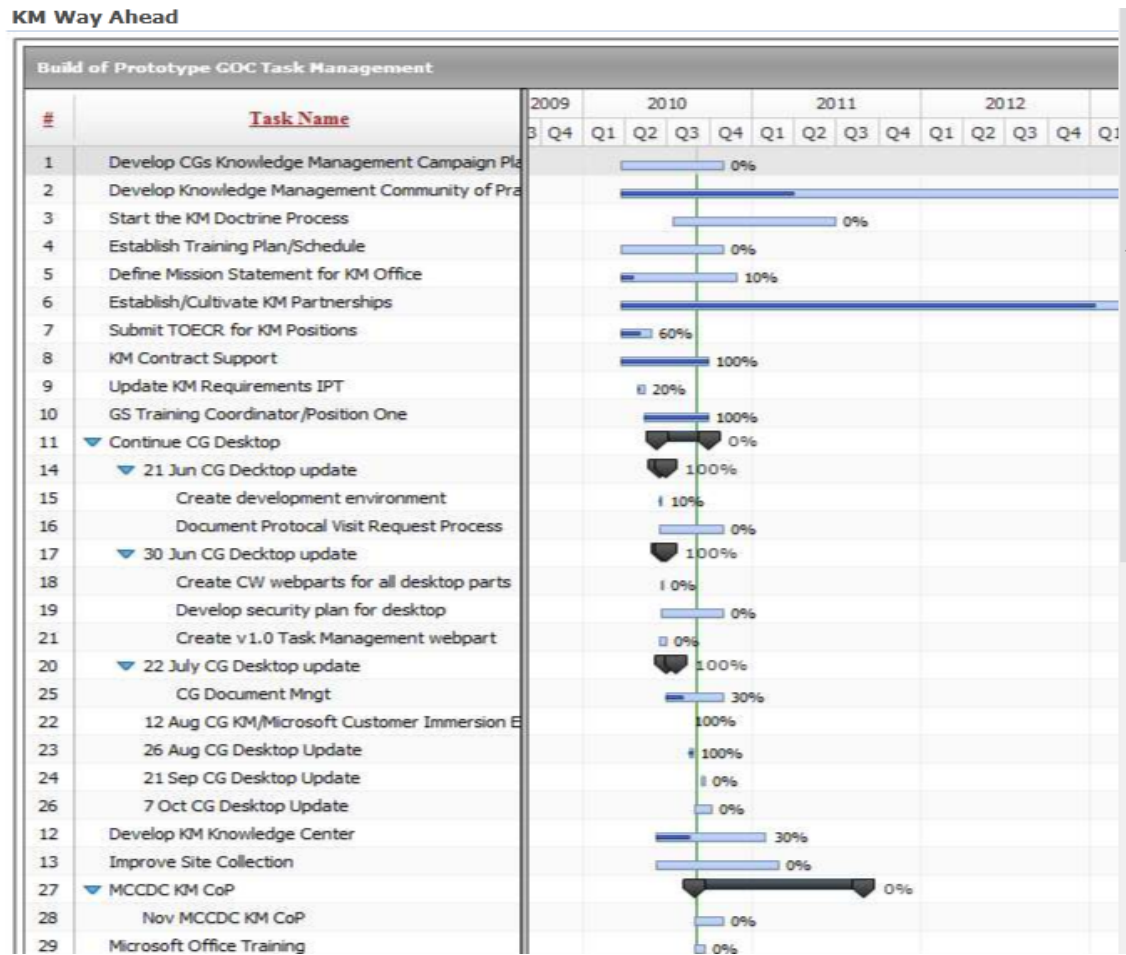 KM Way Ahead
Build of Prototype GOC Task Management
# Task Name 2009 2010 2011 2012
3 Q4 Q1 Q2 Q3 Q4 Q1 Q2 Q3 Q4 Q1 Q2 Q3 Q4 Q1
1 Develop CGs Knowledge Management Campaign Pla 0%
2 Develop Knowledge Management Community of Pra
3 Start the KM Doctrine Process 0%
4 Establish Training Plan/Schedule 0%
5 Define Mission Statement for KM Office 10%
6 Establish/Cultivate KM Partnerships
7 Submit TOECR for KM Positions 60%
8 KM Contract Support 100%
9 Update KM Requirements IPT 20%
10 GS Training Coordinator/Position One 100%
11 Continue CG Desktop 0%
14 21 Jun CG Decktop update 100%
15 Create development environment 10%
16 Document Protocal Visit Request Process 0%
17 30 Jun CG Decktop update 100%
18 Create CW webparts for all desktop parts 0%
19 Develop security plan for desktop 0%
21 Create v1.0 Task Management webpart 0%
20 22 July CG Desktop update 100%
25 CG Document Mngt 30%
22 12 Aug CG KM/Microsoft Customer Immersion E 100%
23 26 Aug CG Desktop Update 100%
24 21 Sep CG Desktop Update 0%
26 7 Oct CG Desktop Update 0%
12 Develop KM Knowledge Center 30%
13 Improve Site Collection 0%
27 MCCDC KM CoP 0%
28 Nov MCCDC KM CoP 0%
29 Microsoft Office Training 0%